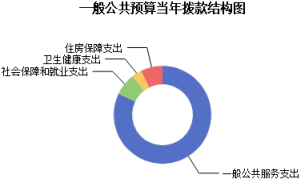 一般公共预算当年拨款结构图
住房保障支出
卫生健康支出
社会保障和就业支出
一般公共服务支出